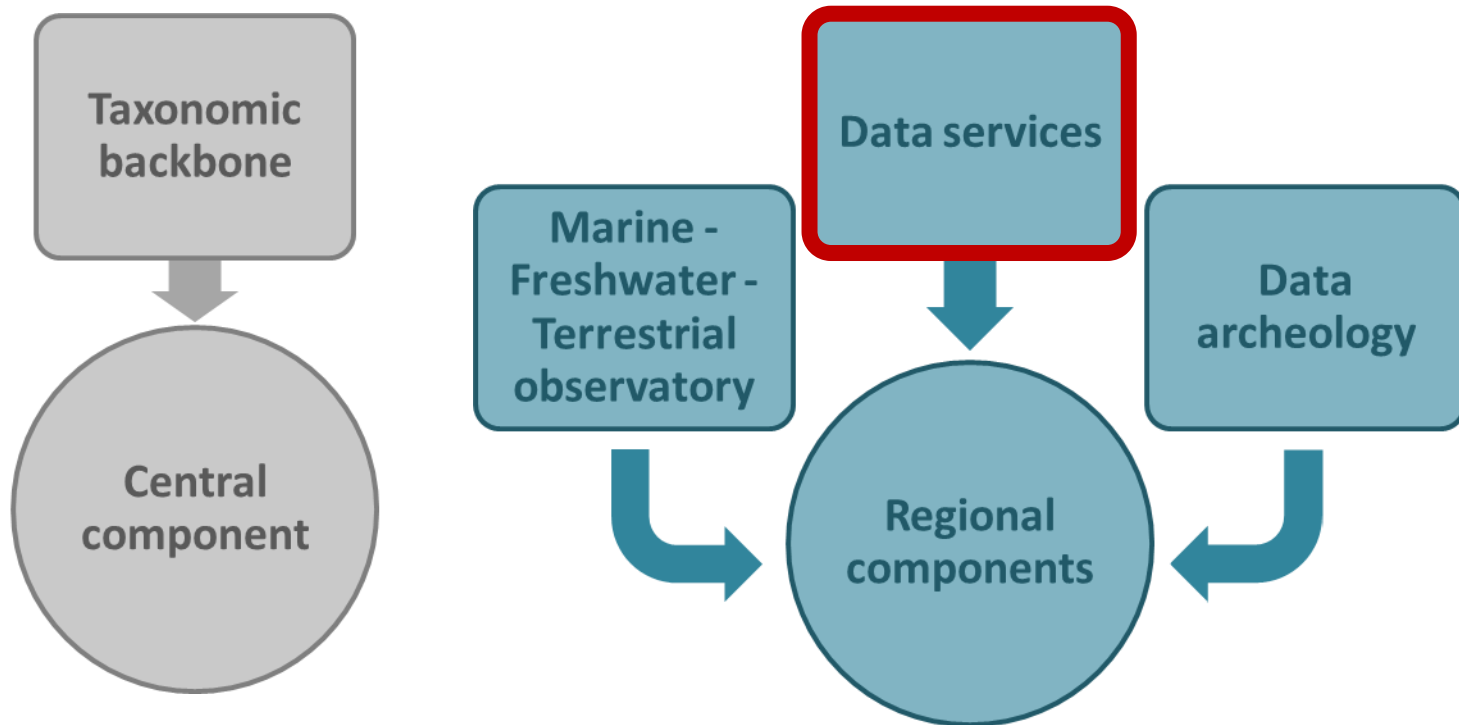 Taxonomic
backbone
Central
component
Data services
Marine -
Freshwater -
Terrestrial
observatory
Data
archeology
Regional
components